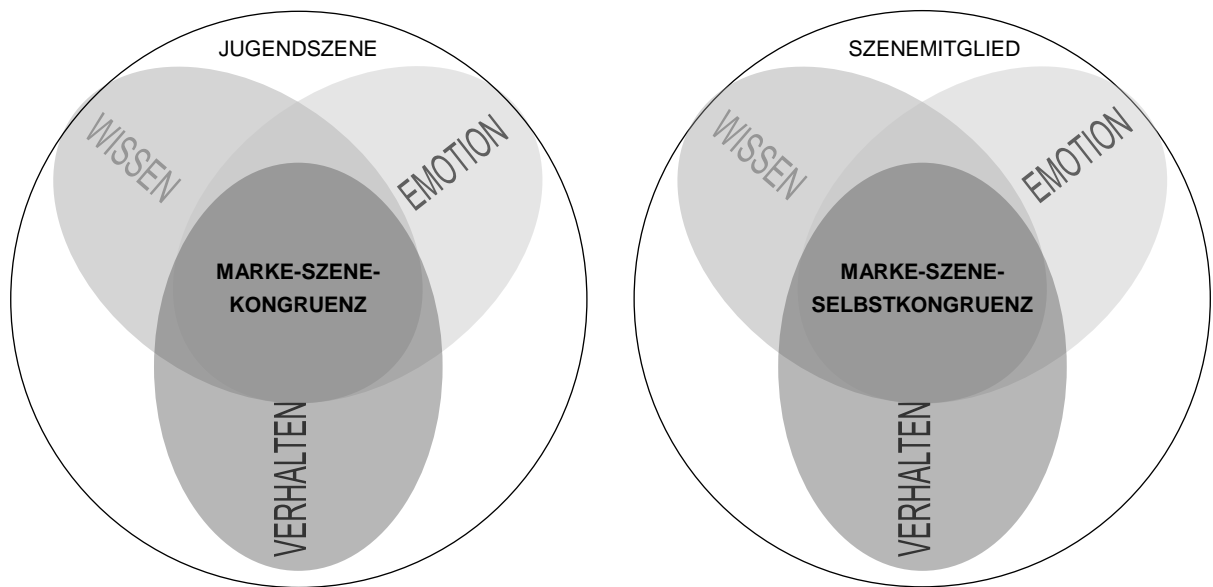 JUGENDSZENE
WISSEN
EMOTION
MARKE-SZENE-
KONGRUENZ
VERHALTEN
SZENEMITGLIED
WISSEN
EMOTION
MARKE-SZENE-
SELBSTKONGRUENZ
VERHALTEN